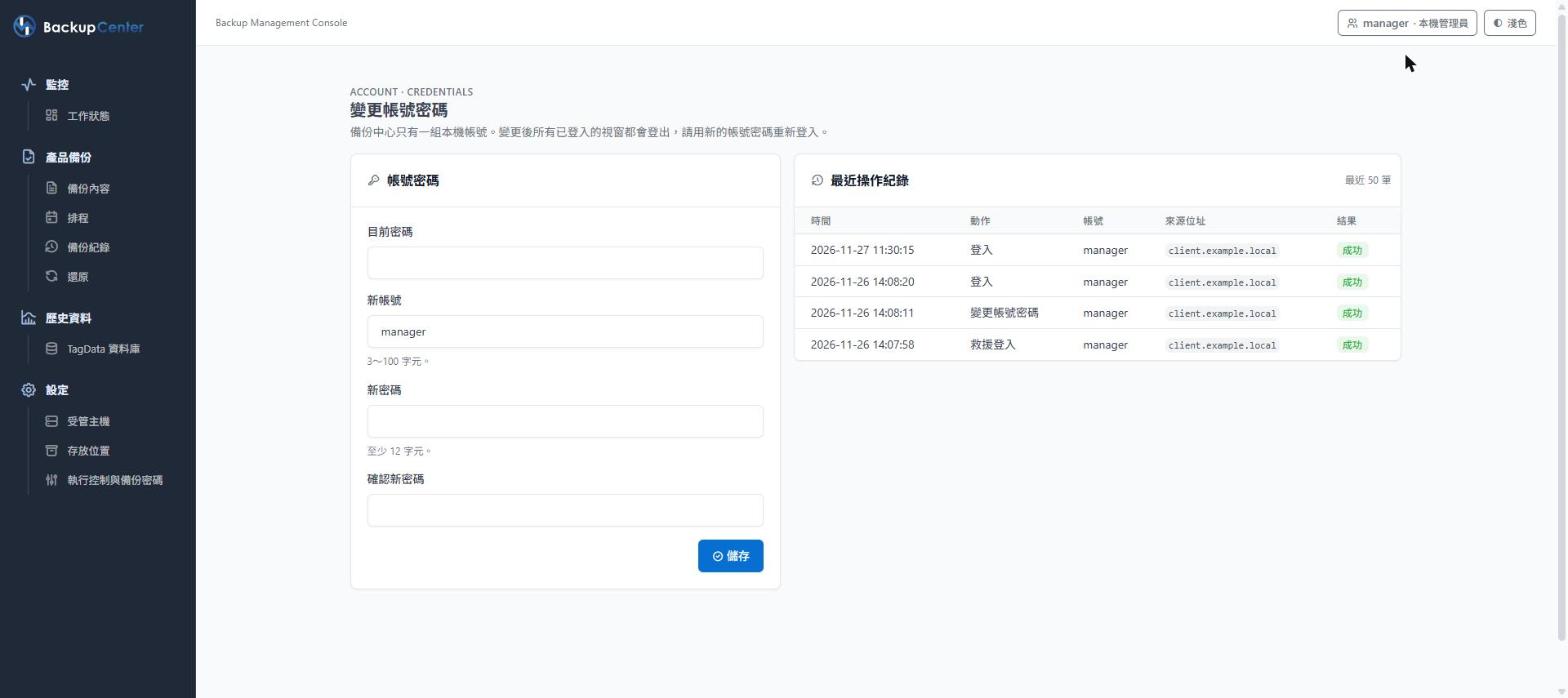 BackupCenter
監控
工作狀態
產品備份
備份內容
排程
備份紀錄
還原
歷史資料
TagData 資料庫
設定
受管主機
存放位置
執行控制與備份密碼
Backup Management Console
manager · 本機管理員
淺色
ACCOUNT · CREDENTIALS
變更帳號密碼
備份中心只有一組本機帳號。變更後所有已登入的視窗都會登出，請用新的帳號密碼重新登入。
帳號密碼
目前密碼
新帳號
manager
3～100 字元。
新密碼
至少 12 字元。
確認新密碼
儲存
最近操作紀錄
最近 50 筆
時間 動作 帳號 來源位址 結果
2026-11-27 11:30:15 登入 manager client.example.local 成功
2026-11-26 14:08:20 登入 manager client.example.local 成功
2026-11-26 14:08:11 變更帳號密碼 manager client.example.local 成功
2026-11-26 14:07:58 救援登入 manager client.example.local 成功